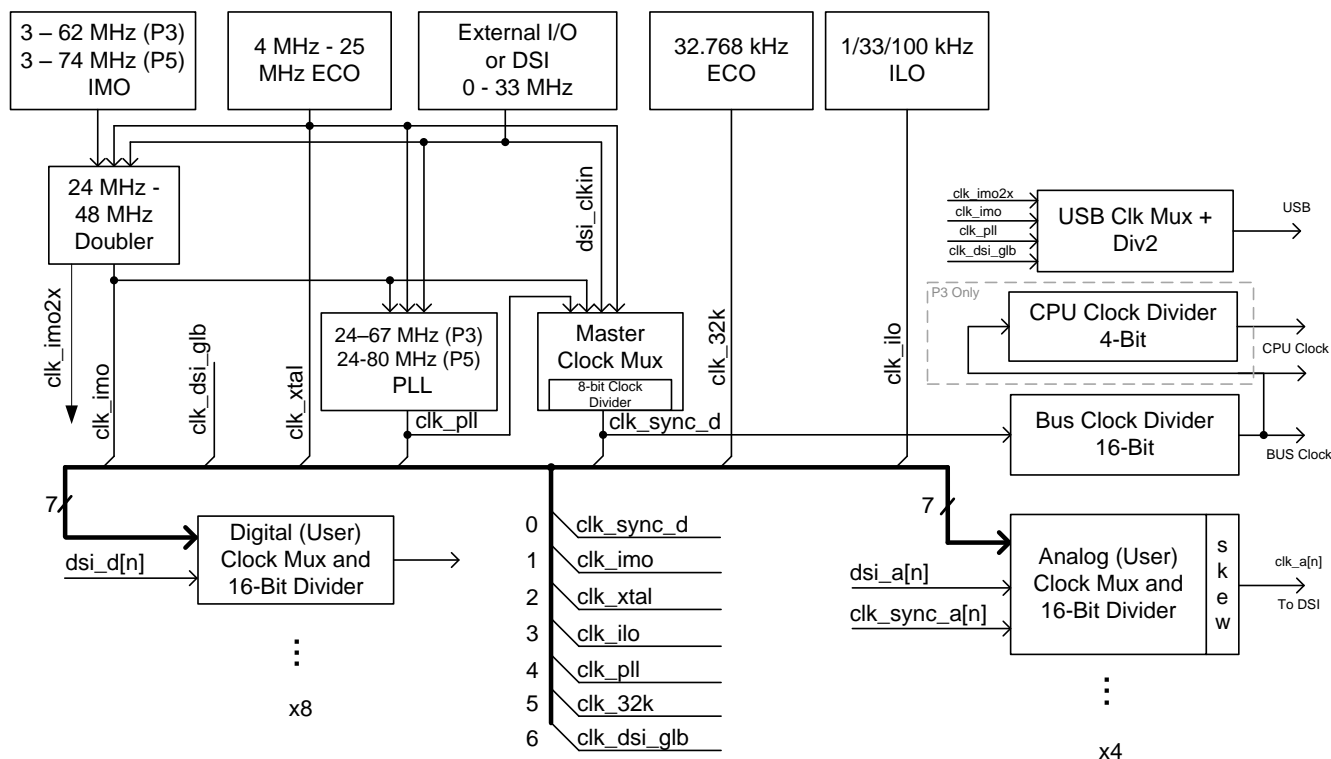 3 – 62 MHz (P3)
3 – 74 MHz (P5)
IMO
4 MHz - 25
MHz ECO
External I/O
or DSI
0 - 33 MHz
32.768 kHz
ECO
1/33/100 kHz
ILO
24 MHz -
48 MHz
Doubler
dsi_clkin
clk_imo2x
clk_imo
clk_pll
clk_dsi_glb
USB Clk Mux +
Div2
USB
P3 Only
CPU Clock Divider
4-Bit
CPU Clock
24–67 MHz (P3)
24-80 MHz (P5)
PLL
Master
Clock Mux
8-bit Clock
Divider
clk_imo2x
clk_imo
clk_dsi_glb
clk_xtal
clk_pll
clk_sync_d
clk_32k
clk_ilo
Bus Clock Divider
16-Bit
BUS Clock
7
Digital (User)
Clock Mux and
16-Bit Divider
dsi_d[n]
x8
0 clk_sync_d
1 clk_imo
2 clk_xtal
3 clk_ilo
4 clk_pll
5 clk_32k
6 clk_dsi_glb
7
dsi_a[n]
clk_sync_a[n]
Analog (User)
Clock Mux and
16-Bit Divider
skew
clk_a[n]
To DSI
x4